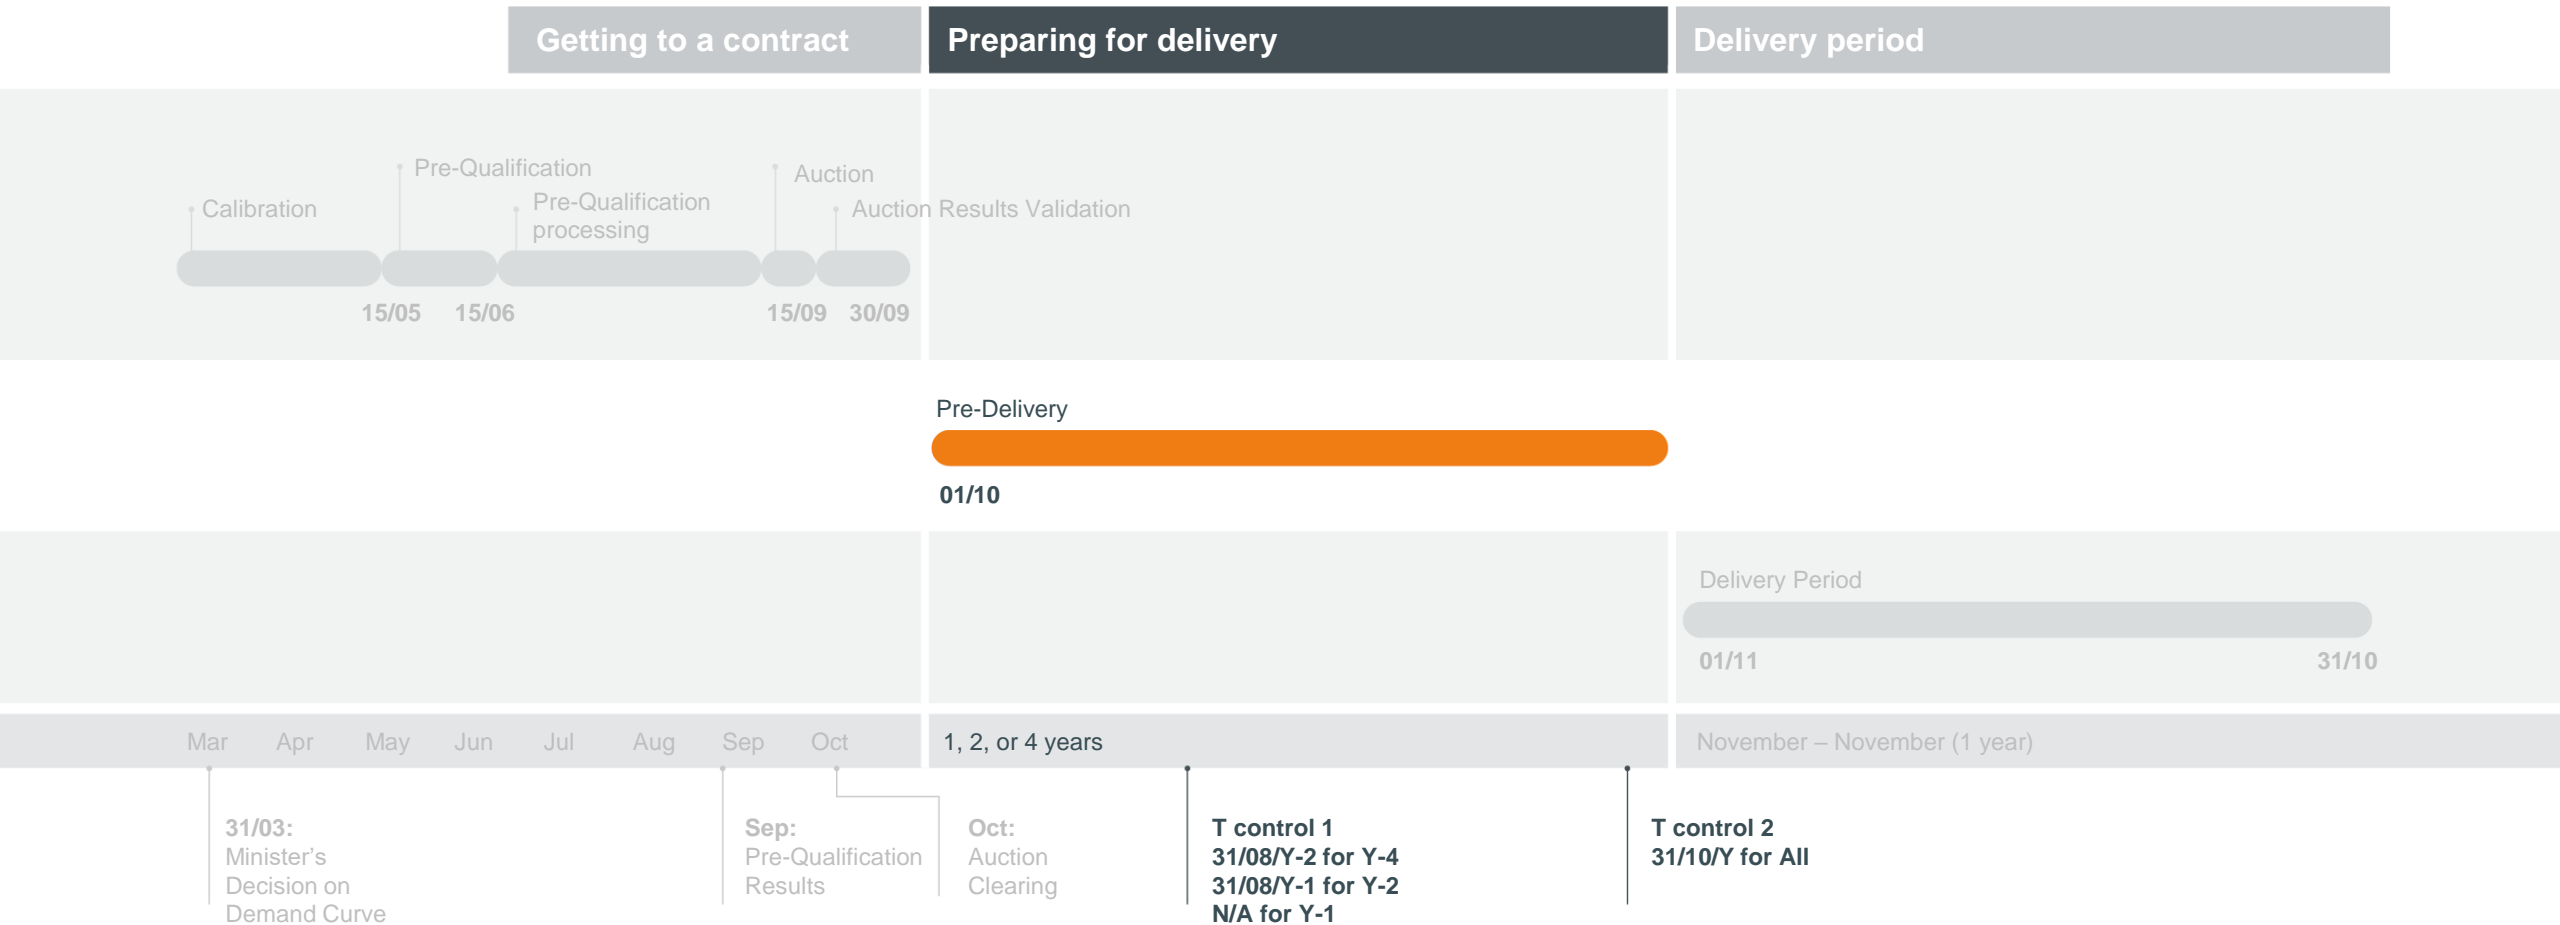 Getting to a contract
Preparing for delivery
Delivery period
Pre-Qualification
Auction
Calibration
Pre-Qualification
processing
Auction Results Validation
15/05
15/06
15/09
30/09
Pre-Delivery
01/10
Delivery Period
01/11
31/10
Mar
Apr
May
Jun
Jul
Aug
Sep
Oct
1, 2, or 4 years
November – November (1 year)
31/03:
Minister’s
Decision on
Demand Curve
Sep:
Pre-Qualification
Results
Oct:
Auction
Clearing
T control 1
31/08/Y-2 for Y-4
31/08/Y-1 for Y-2
N/A for Y-1
T control 2
31/10/Y for All